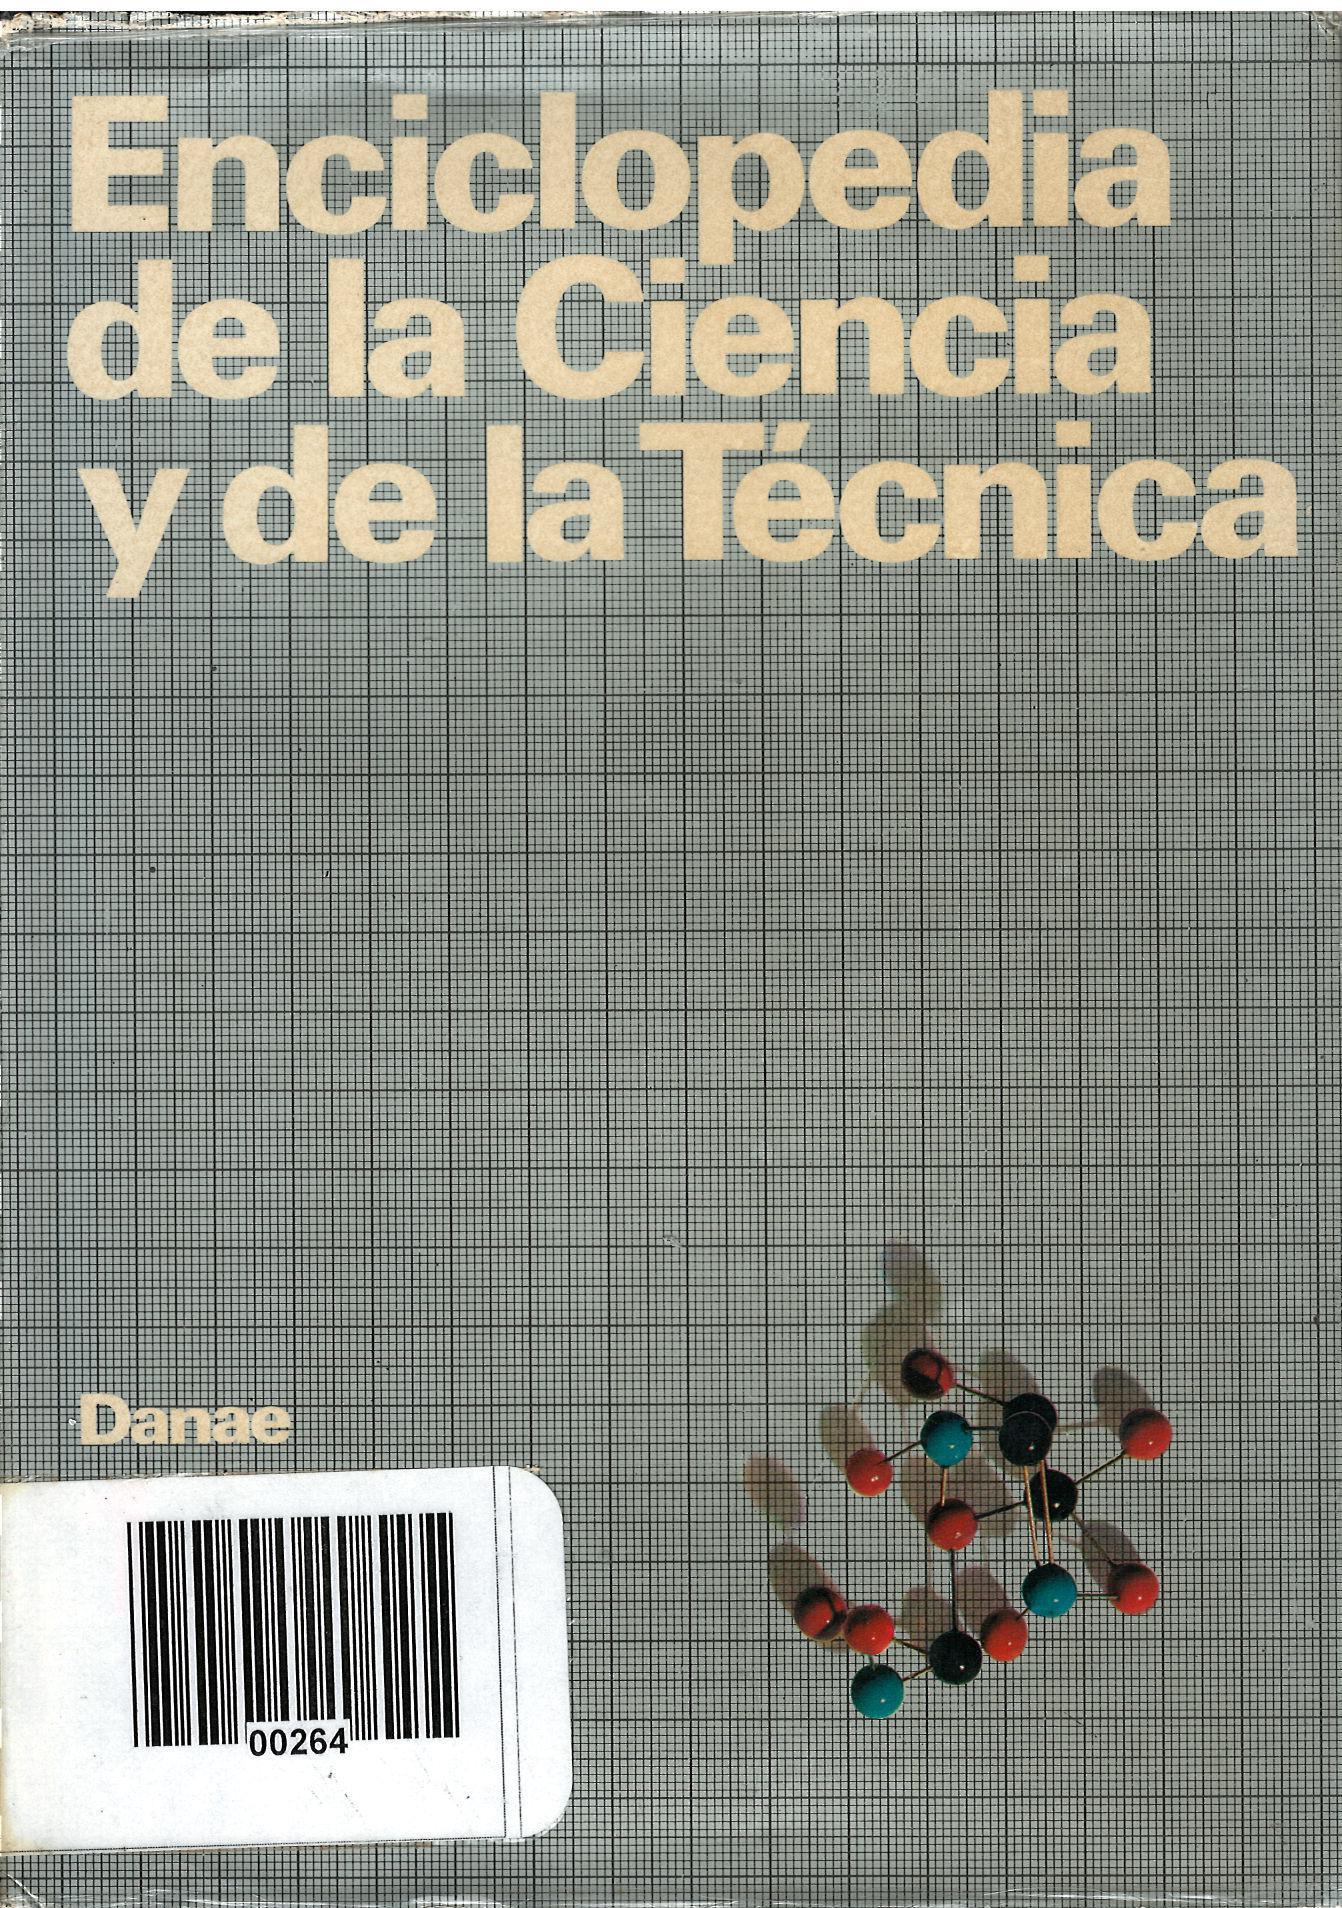 Enciclopedia
de la Ciencia
y de la Técnica
Danae
00264